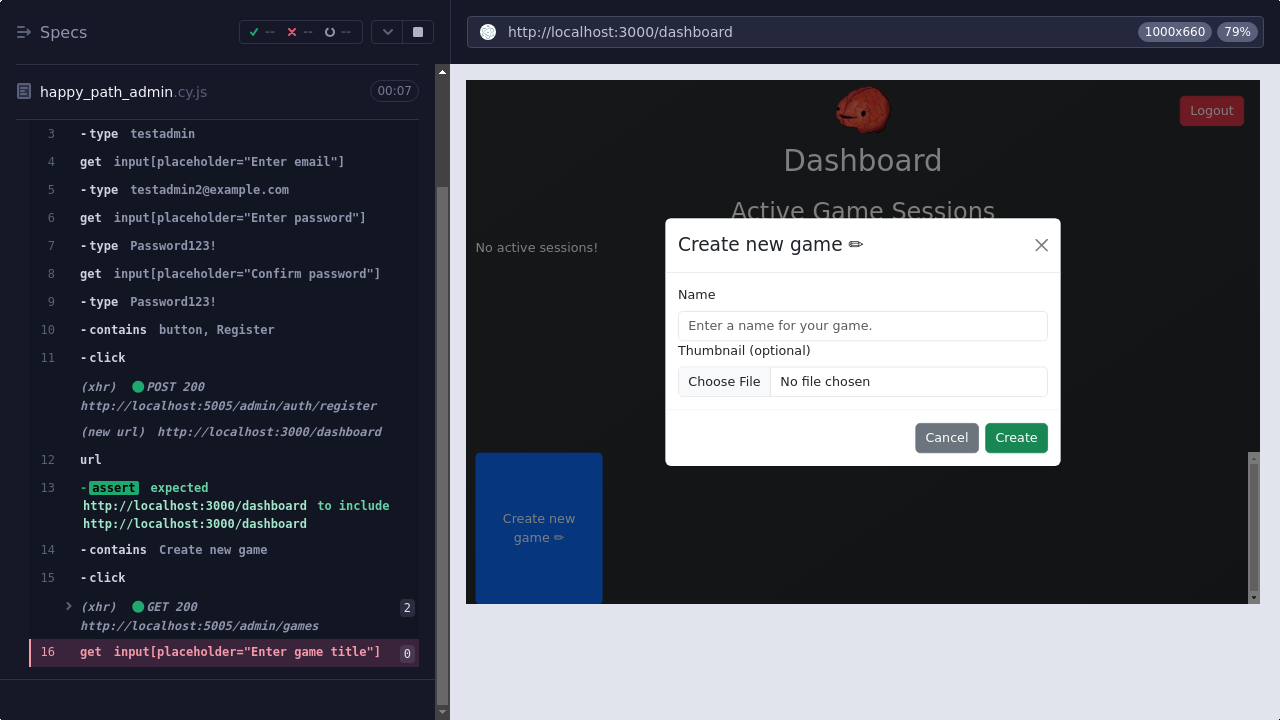 Specs
-- -- --
happy_path_admin.cy.js 00:07
3 -type testadmin
4 get input[placeholder="Enter email"]
5 -type testadmin2@example.com
6 get input[placeholder="Enter password"]
7 -type Password123!
8 get input[placeholder="Confirm password"]
9 -type Password123!
10 -contains button, Register
11 -click
(xhr) POST 200
http://localhost:5005/admin/auth/register
(new url) http://localhost:3000/dashboard
12 url
13 -assert expected
http://localhost:3000/dashboard to include
http://localhost:3000/dashboard
14 -contains Create new game
15 -click
(xhr) GET 200 2
http://localhost:5005/admin/games
16 get input[placeholder="Enter game title"] 0
http://localhost:3000/dashboard 1000x660 79%
Logout
Dashboard
Active Game Sessions
No active sessions!
Create new game ✏
Name
Enter a name for your game.
Thumbnail (optional)
Choose File No file chosen
Cancel Create
Create new
game ✏